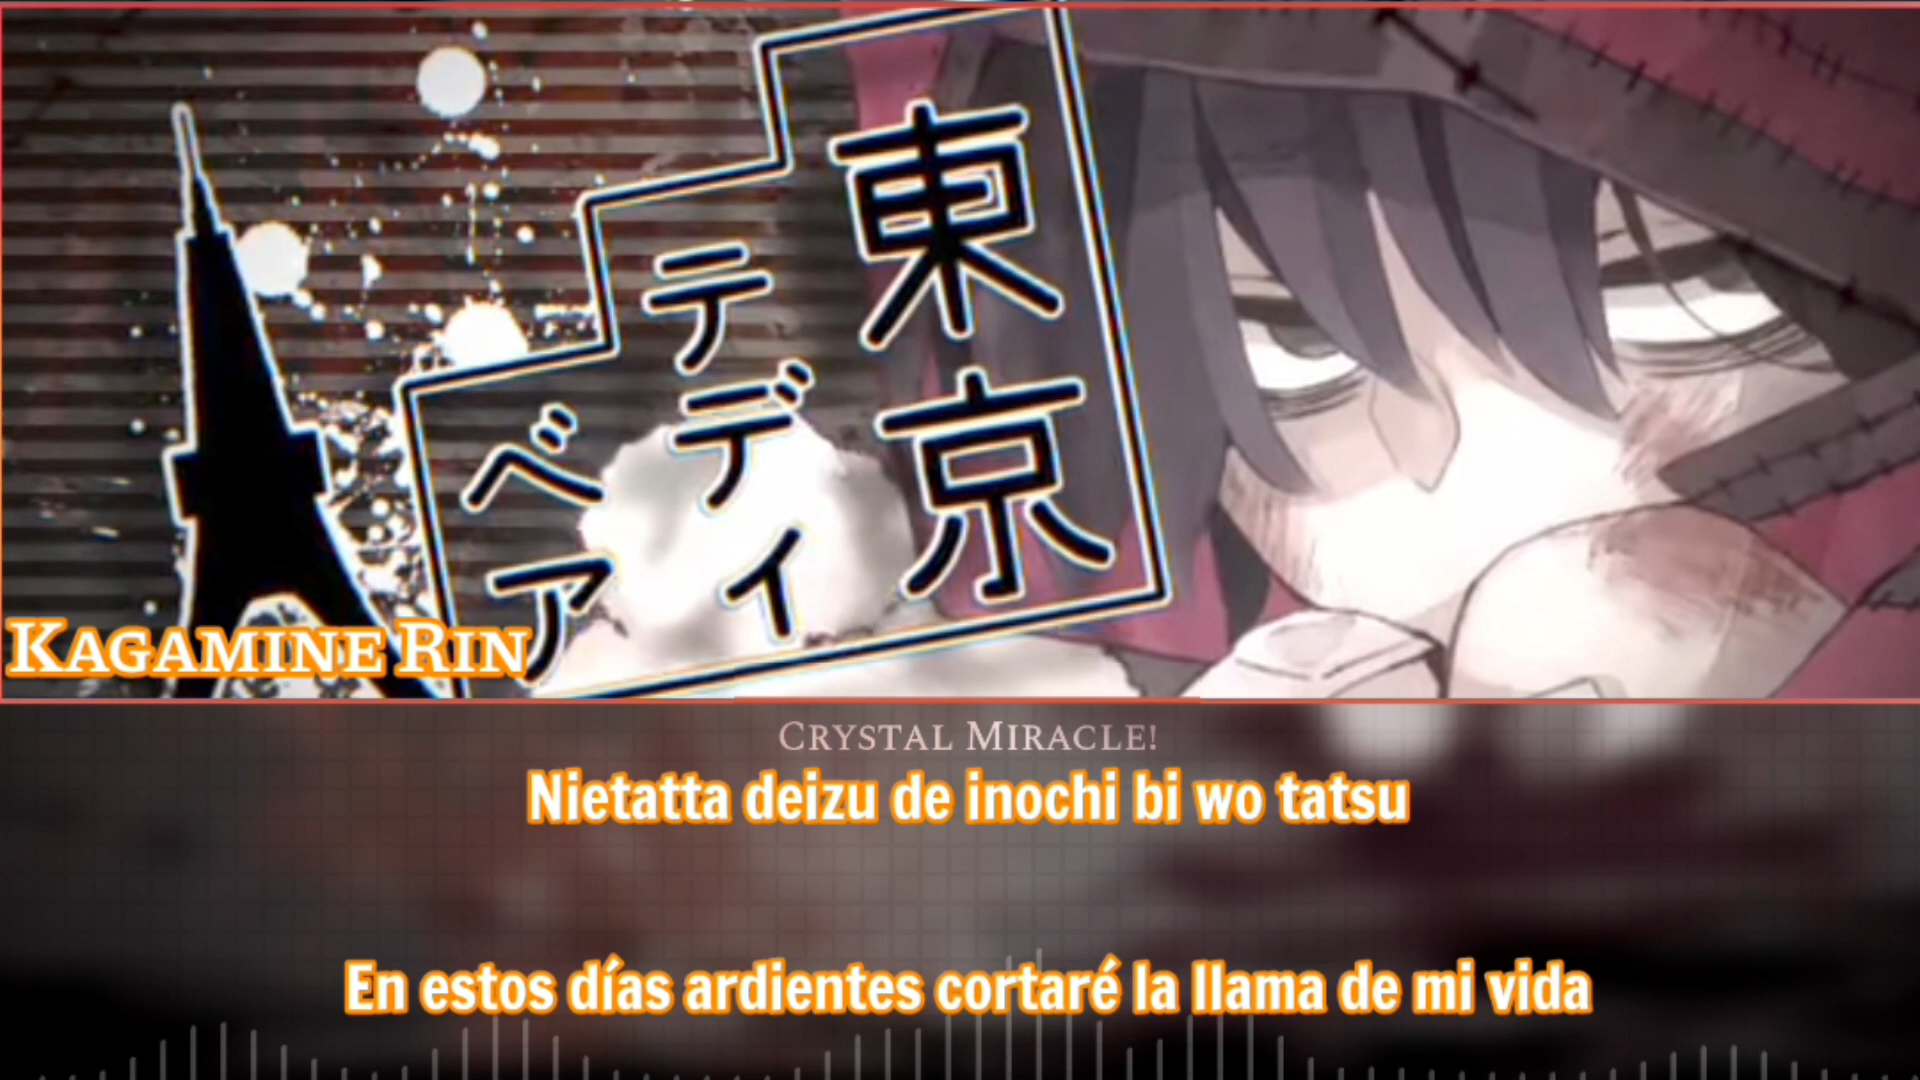 東京
テディ
ベア
KAGAMINE RIN
CRYSTAL MIRACLE!
Nietatta deizu de inochi bi wo tatsu
En estos días ardientes cortaré la llama de mi vida